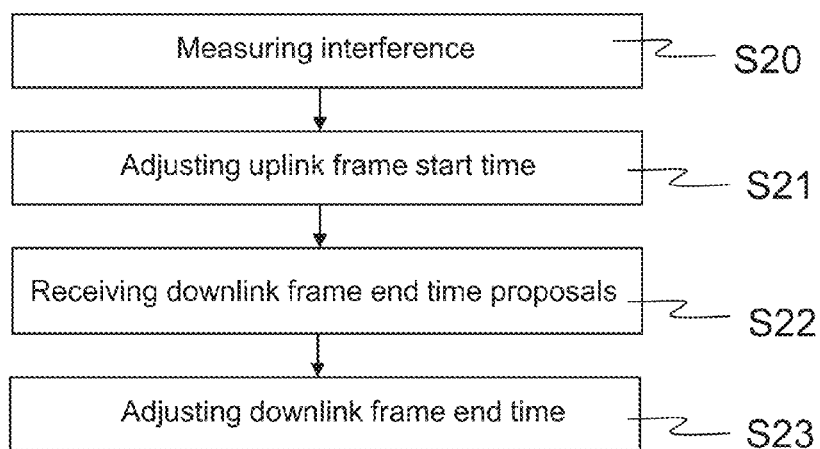 Measuring interference
S20
Adjusting uplink frame start time
S21
Receiving downlink frame end time proposals
S22
Adjusting downlink frame end time
S23